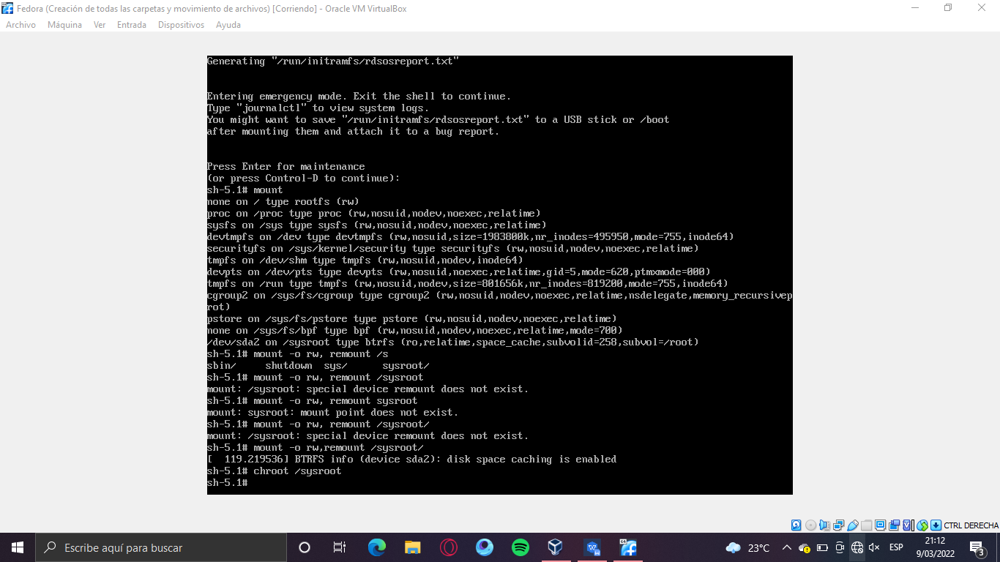 Fedora (Creación de todas las carpetas y movimiento de archivos) [Corriendo] - Oracle VM VirtualBox
Archivo Máquina Ver Entrada Dispositivos Ayuda
Generating "/run/initramfs/rdsosreport.txt"
Entering emergency mode. Exit the shell to continue.
Type "journalctl" to view system logs.
You might want to save "/run/initramfs/rdsosreport.txt" to a USB stick or /boot
after mounting them and attach it to a bug report.
Press Enter for maintenance
(or press Control-D to continue):
sh-5.1# mount
none on / type rootfs (rw)
proc on /proc type proc (rw,nosuid,nodev,noexec,relatime)
sysfs on /sys type sysfs (rw,nosuid,nodev,noexec,relatime)
devtmpfs on /dev type devtmpfs (rw,nosuid,size=1983800k,nr_inodes=495950,mode=755,inode64)
securityfs on /sys/kernel/security type securityfs (rw,nosuid,nodev,noexec,relatime)
tmpfs on /dev/shm type tmpfs (rw,nosuid,nodev,inode64)
devpts on /dev/pts type devpts (rw,nosuid,noexec,relatime,gid=5,mode=620,ptmxmode=000)
tmpfs on /run type tmpfs (rw,nosuid,nodev,size=801656k,nr_inodes=819200,mode=755,inode64)
cgroup2 on /sys/fs/cgroup type cgroup2 (rw,nosuid,nodev,noexec,relatime,nsdelegate,memory_recursivep
rot)
pstore on /sys/fs/pstore type pstore (rw,nosuid,nodev,noexec,relatime)
none on /sys/fs/bpf type bpf (rw,nosuid,nodev,noexec,relatime,mode=700)
/dev/sda2 on /sysroot type btrfs (ro,relatime,space_cache,subvolid=258,subvol=/root)
sh-5.1# mount -o rw, remount /s
sbin/ shutdown sys/ sysroot/
sh-5.1# mount -o rw, remount /sysroot
mount: /sysroot: special device remount does not exist.
sh-5.1# mount -o rw, remount sysroot
mount: sysroot: mount point does not exist.
sh-5.1# mount -o rw, remount /sysroot/
mount: /sysroot: special device remount does not exist.
sh-5.1# mount -o rw,remount /sysroot/
[ 119.219536] BTRFS info (device sda2): disk space caching is enabled
sh-5.1# chroot /sysroot
sh-5.1#
CTRL DERECHA
Escribe aquí para buscar
23°C
ESP
21:12
9/03/2022
3